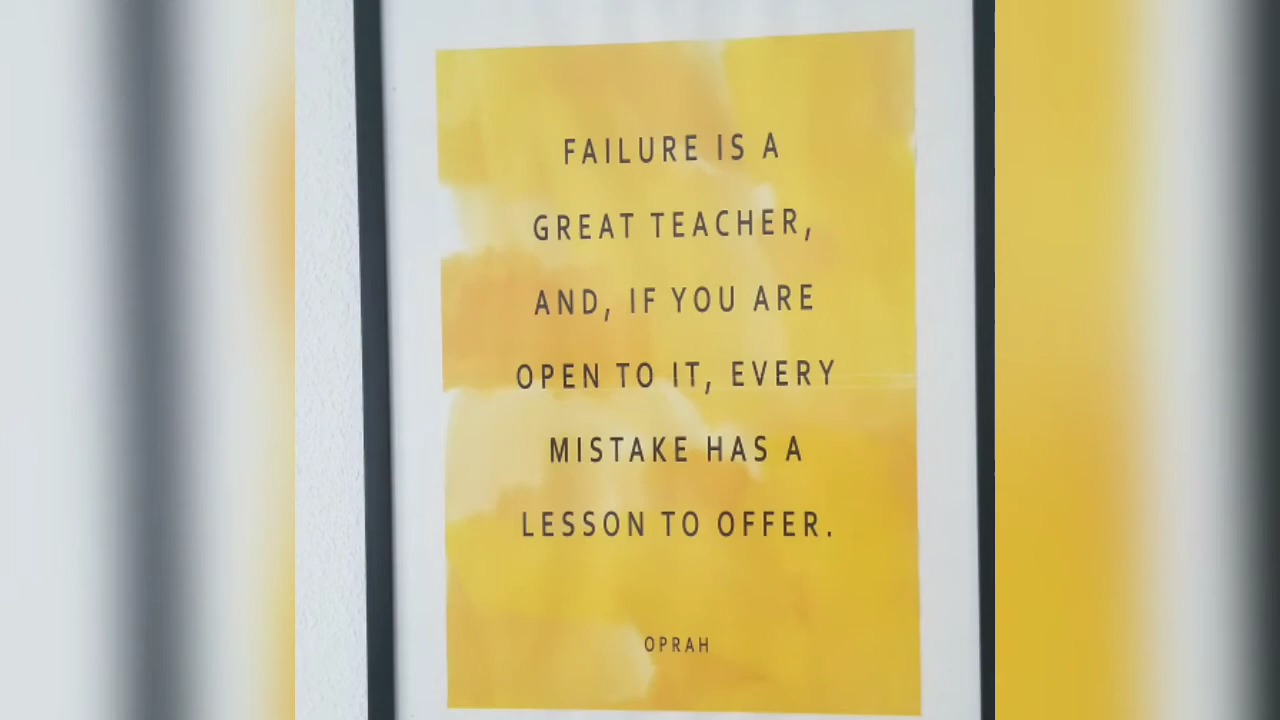 FAILURE IS A
GREAT TEACHER,
AND, IF YOU ARE
OPEN TO IT, EVERY
MISTAKE HAS A
LESSON TO OFFER.
OPRAH